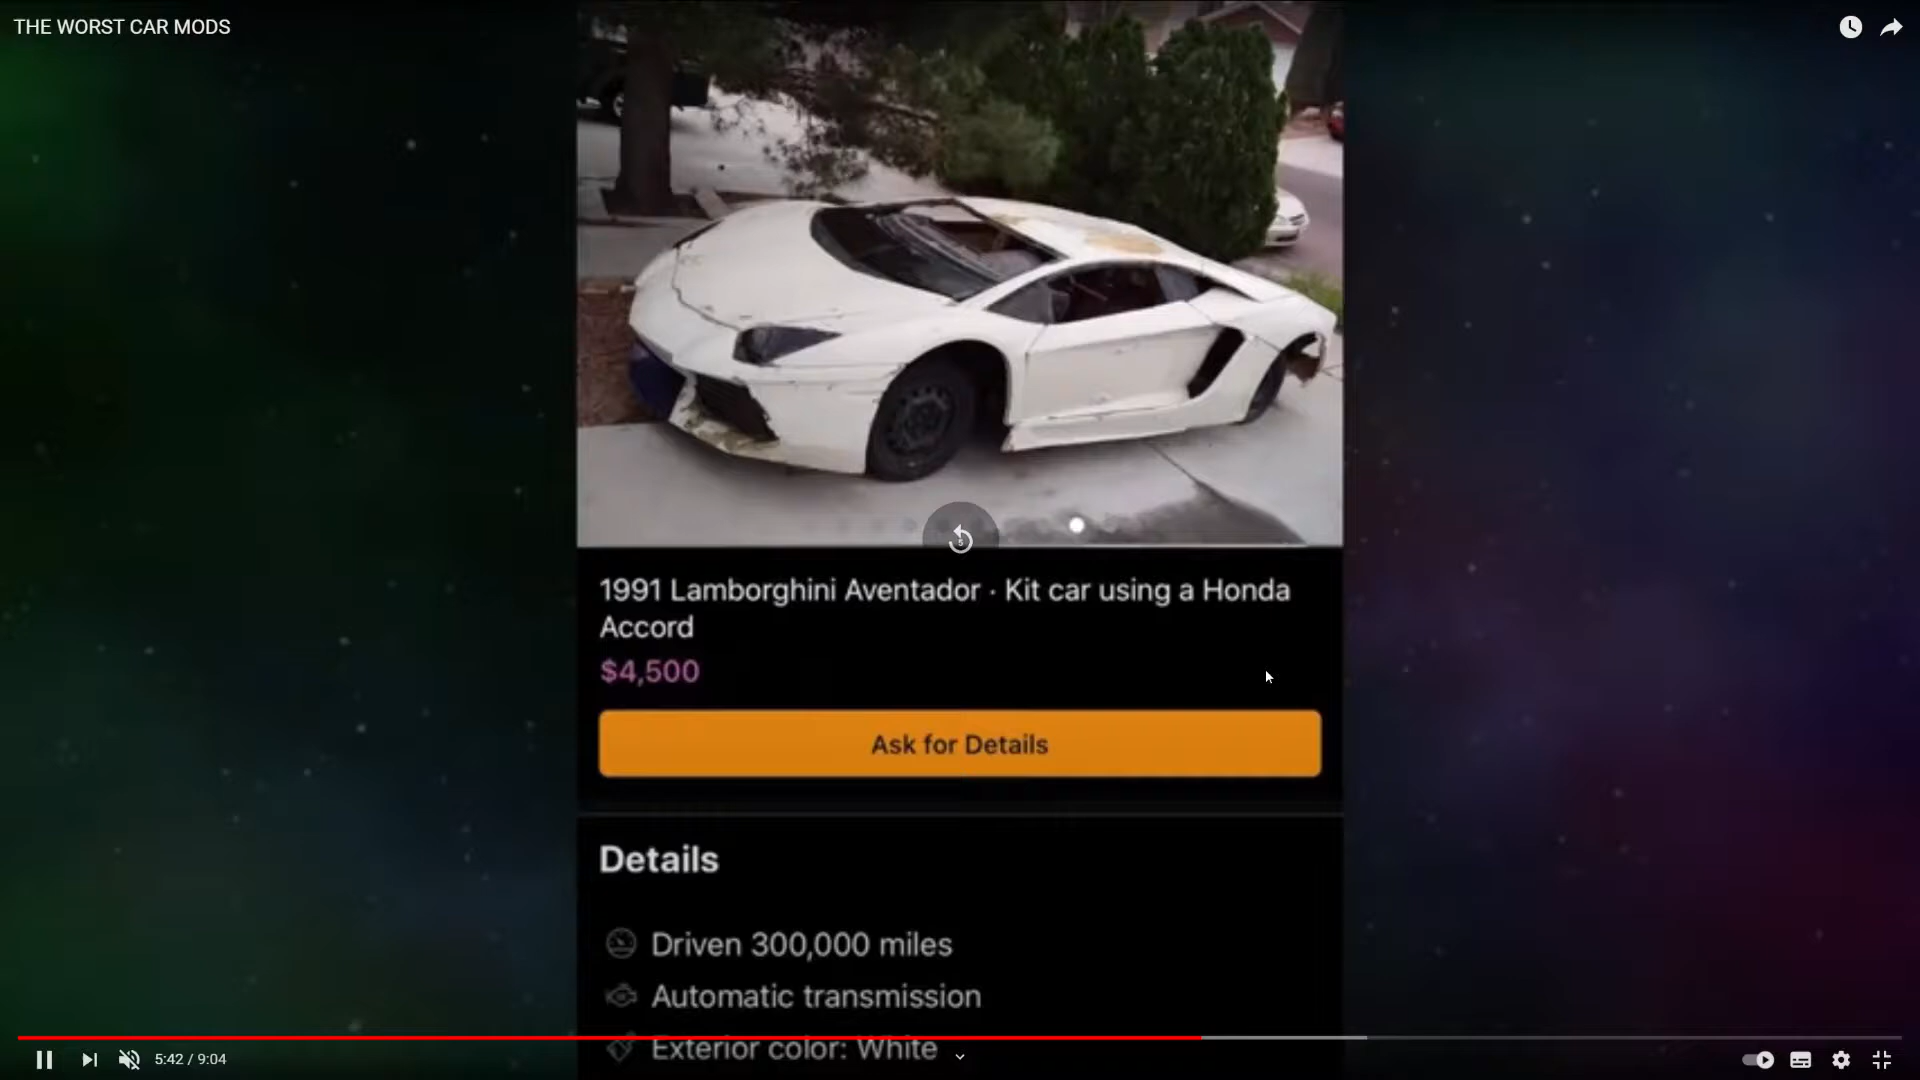 THE WORST CAR MODS
5
1991 Lamborghini Aventador · Kit car using a Honda
Accord
$4,500
Ask for Details
Details
Driven 300,000 miles
Automatic transmission
Exterior color: White
5:42 / 9:04